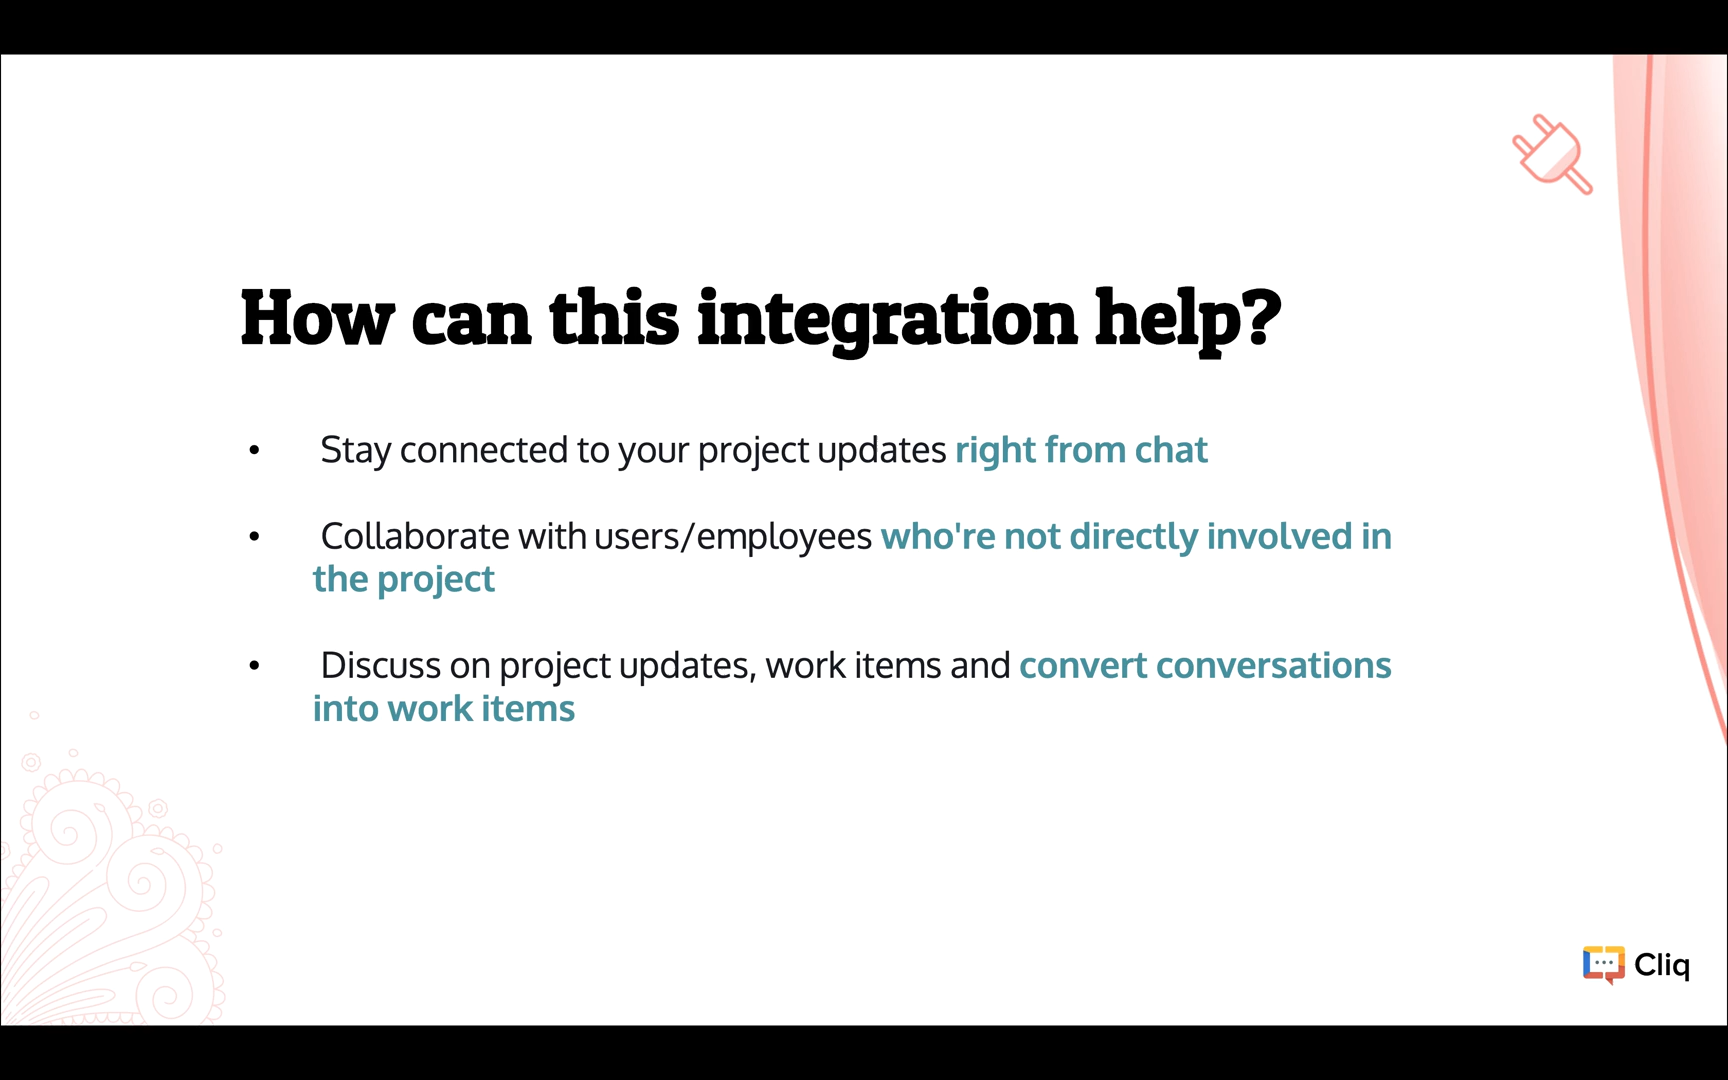 How can this integration help?
• Stay connected to your project updates right from chat
• Collaborate with users/employees who're not directly involved in
the project
• Discuss on project updates, work items and convert conversations
into work items
Cliq